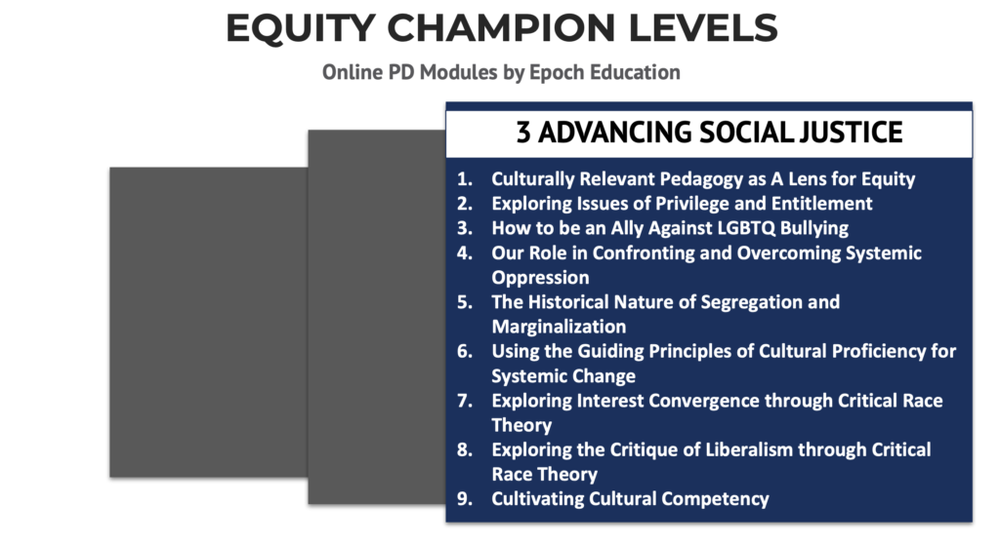 EQUITY CHAMPION LEVELS
Online PD Modules by Epoch Education
3 ADVANCING SOCIAL JUSTICE
1. Culturally Relevant Pedagogy as A Lens for Equity
2. Exploring Issues of Privilege and Entitlement
3. How to be an Ally Against LGBTQ Bullying
4. Our Role in Confronting and Overcoming Systemic
Oppression
5. The Historical Nature of Segregation and
Marginalization
6. Using the Guiding Principles of Cultural Proficiency for
Systemic Change
7. Exploring Interest Convergence through Critical Race
Theory
8. Exploring the Critique of Liberalism through Critical
Race Theory
9. Cultivating Cultural Competency